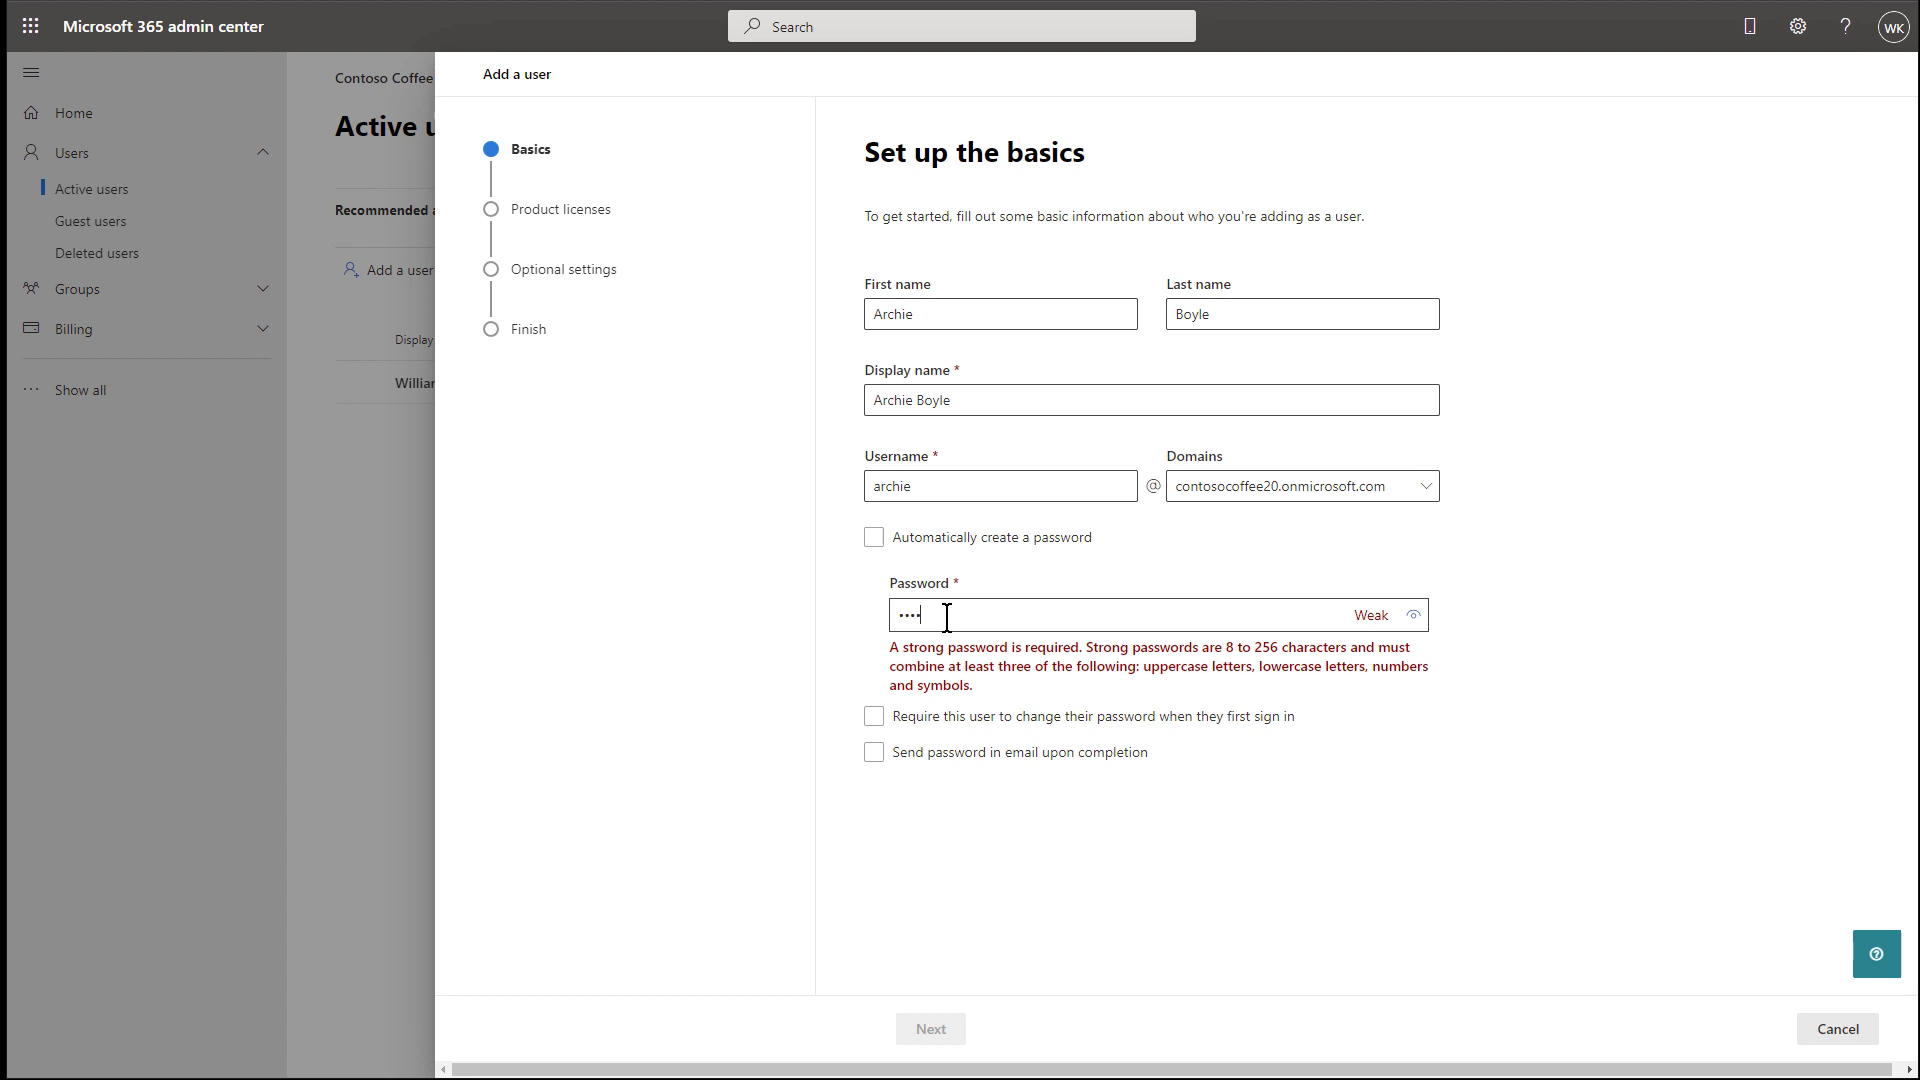 Microsoft 365 admin center
Search
WK
Home
Users
Active users
Guest users
Deleted users
Groups
Billing
Show all
Contoso Coffee
Active u
Recommended a
Add a user
Display
Willian
Add a user
Basics
Product licenses
Optional settings
Finish
Set up the basics
To get started, fill out some basic information about who you're adding as a user.
First name
Last name
Archie
Boyle
Display name *
Archie Boyle
Username *
Domains
archie
@
contosocoffee20.onmicrosoft.com
Automatically create a password
Password *
••••
Weak
A strong password is required. Strong passwords are 8 to 256 characters and must
combine at least three of the following: uppercase letters, lowercase letters, numbers
and symbols.
Require this user to change their password when they first sign in
Send password in email upon completion
Next
Cancel